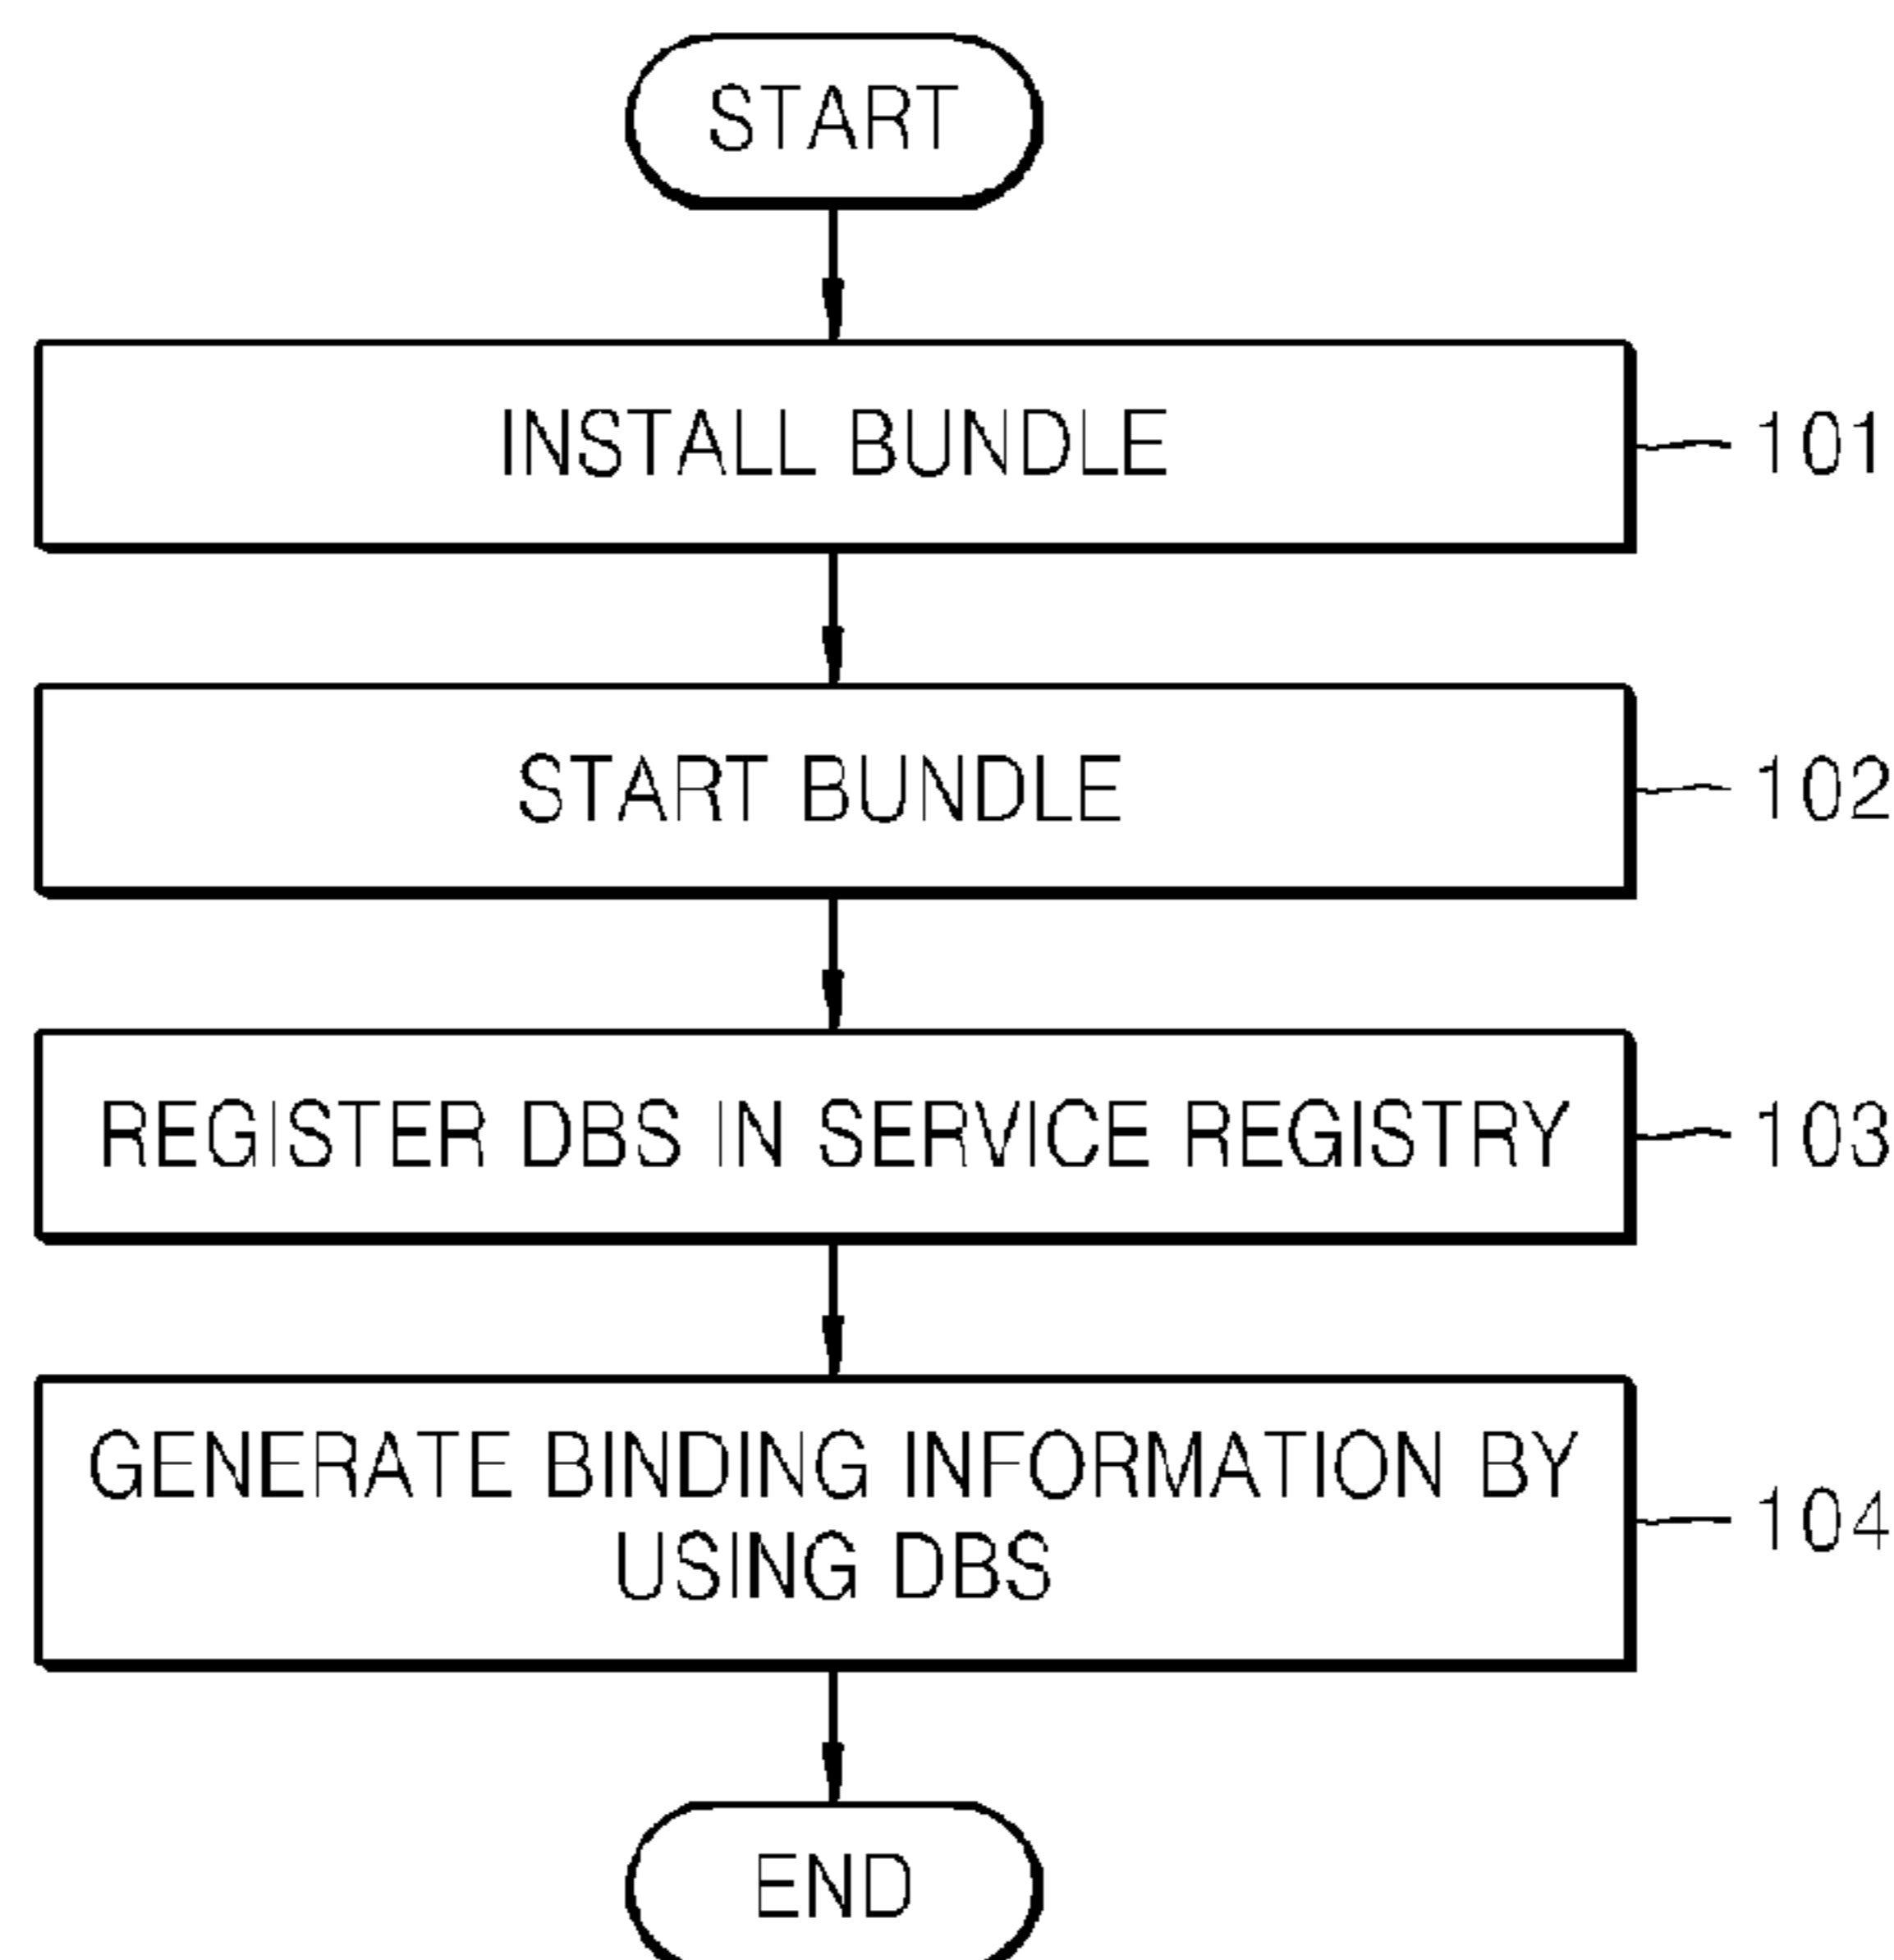 START
INSTALL BUNDLE
101
START BUNDLE
102
REGISTER DBS IN SERVICE REGISTRY
103
GENERATE BINDING INFORMATION BY
USING DBS
104
END